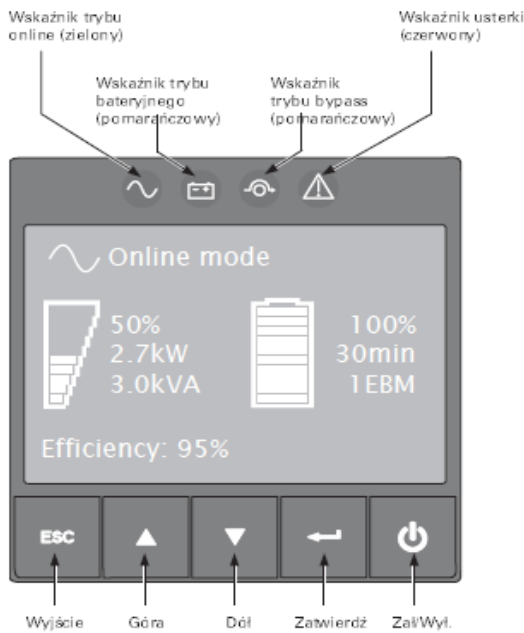 Wskaźnik trybu
online (zielony)
Wskaźnik usterki
(czerwony)
Wskaźnik trybu
bateryjnego
(pomarańczowy)
Wskaźnik
trybu bypass
(pomarańczowy)
Online mode
50%
2.7kW
3.0kVA
100%
30min
1EBM
Efficiency: 95%
ESC
Wyjście
Góra
Dół
Zatwierdź
Zał/Wył.